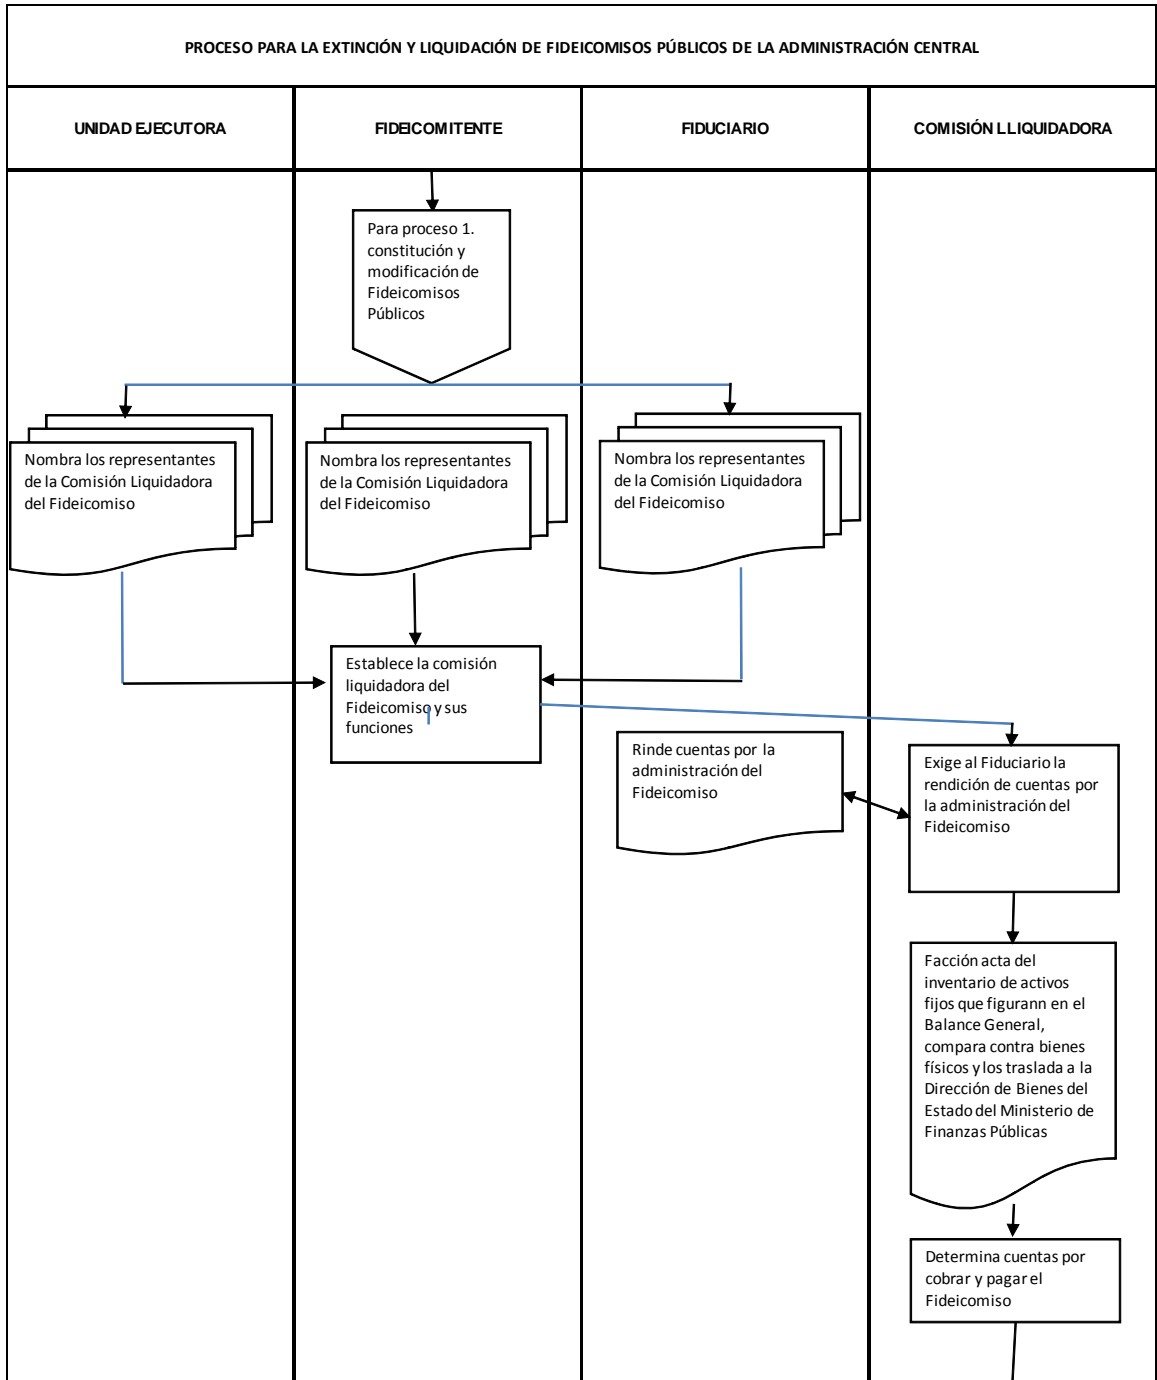 PROCESO PARA LA EXTINCIÓN Y LIQUIDACIÓN DE FIDEICOMISOS PÚBLICOS DE LA ADMINISTRACIÓN CENTRAL
UNIDAD EJECUTORA
FIDEICOMITENTE
FIDUCIARIO
COMISIÓN LLIQUIDADORA
Para proceso 1.
constitución y
modificación de
Fideicomisos
Públicos
Nombra los representantes
de la Comisión Liquidadora
del Fideicomiso
Nombra los representantes
de la Comisión Liquidadora
del Fideicomiso
Nombra los representantes
de la Comisión Liquidadora
del Fideicomiso
Establece la comisión
liquidadora del
Fideicomiso y sus
funciones
Rinde cuentas por la
administración del
Fideicomiso
Exige al Fiduciario la
rendición de cuentas por
la administración del
Fideicomiso
Facción acta del
inventario de activos
fijos que figurann en el
Balance General,
compara contra bienes
físicos y los traslada a la
Dirección de Bienes del
Estado del Ministerio de
Finanzas Públicas
Determina cuentas por
cobrar y pagar el
Fideicomiso